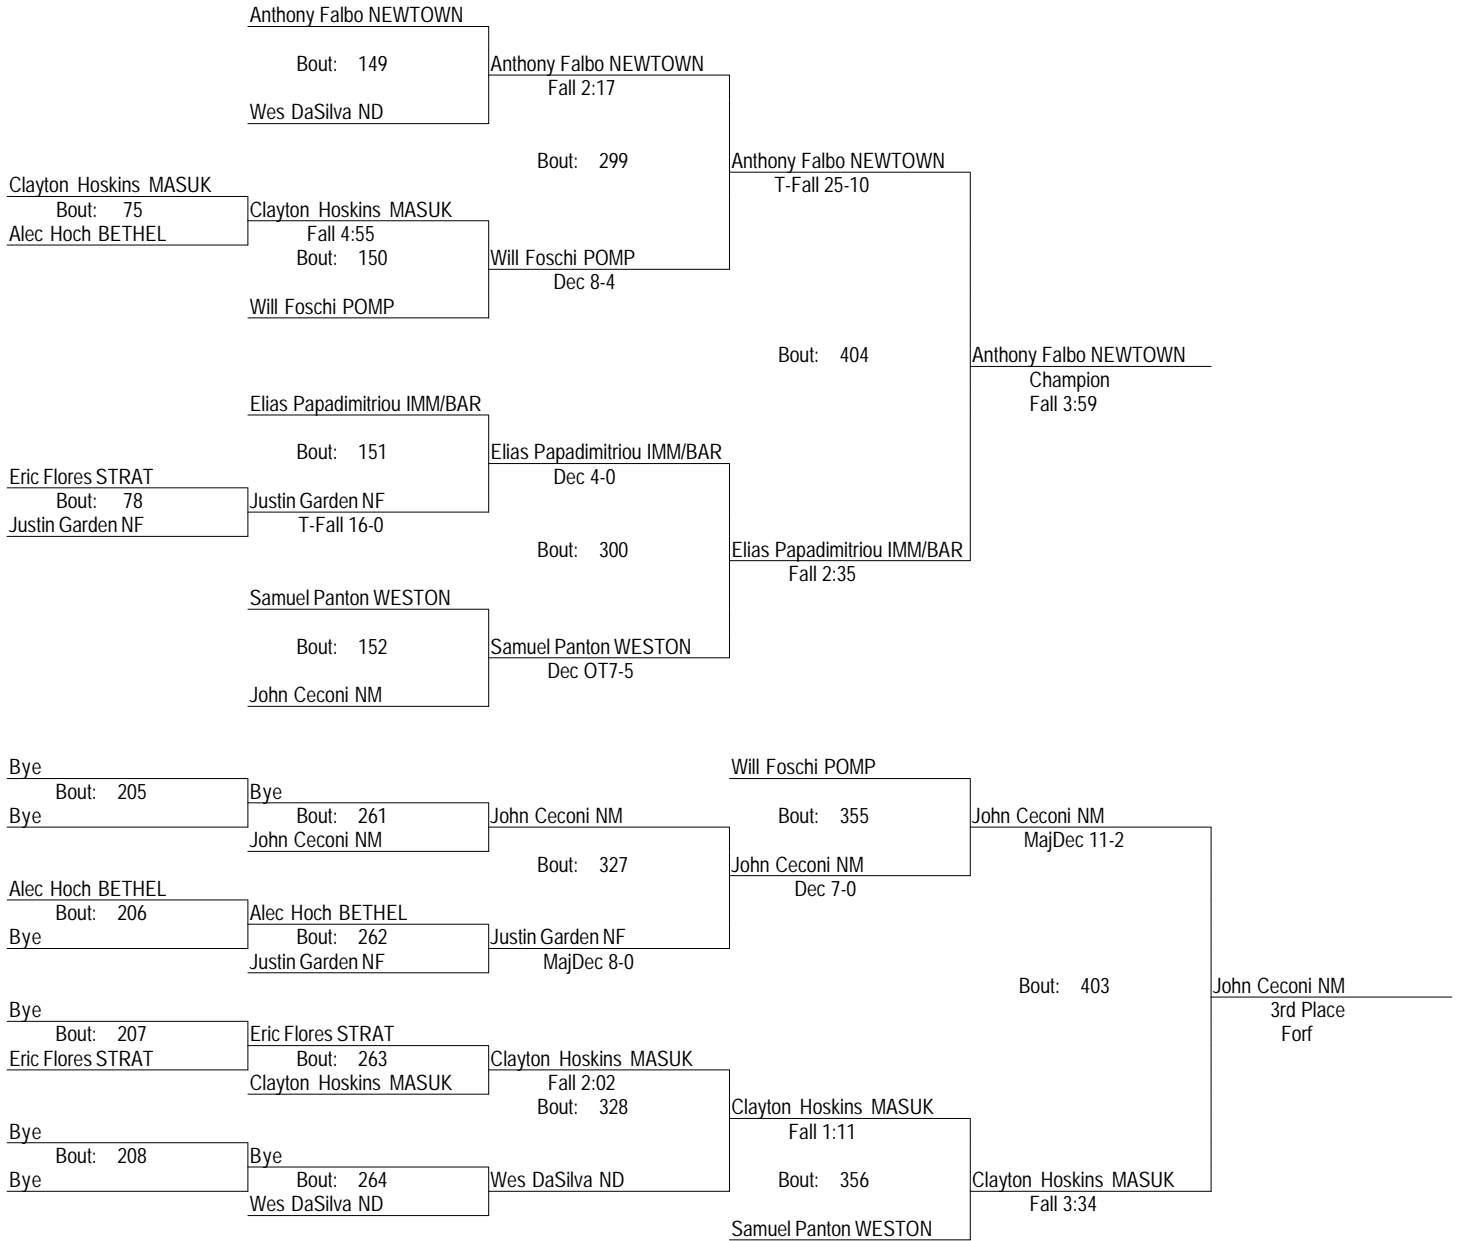 Anthony Falbo NEWTOWN
Bout: 149
Anthony Falbo NEWTOWN
Fall 2:17
Wes DaSilva ND
Bout: 299
Anthony Falbo NEWTOWN
T-Fall 25-10
Clayton Hoskins MASUK
Bout: 75
Alec Hoch BETHEL
Clayton Hoskins MASUK
Fall 4:55
Bout: 150
Will Foschi POMP
Dec 8-4
Will Foschi POMP
Bout: 404
Anthony Falbo NEWTOWN
Champion
Fall 3:59
Elias Papadimitriou IMM/BAR
Bout: 151
Elias Papadimitriou IMM/BAR
Dec 4-0
Eric Flores STRAT
Bout: 78
Justin Garden NF
Justin Garden NF
T-Fall 16-0
Bout: 300
Elias Papadimitriou IMM/BAR
Fall 2:35
Samuel Panton WESTON
Bout: 152
Samuel Panton WESTON
Dec OT7-5
John Ceconi NM
Bye
Bout: 205
Bye
Bye
Bout: 261
John Ceconi NM
John Ceconi NM
Bout: 327
Will Foschi POMP
Bout: 355
John Ceconi NM
MajDec 11-2
John Ceconi NM
Dec 7-0
Alec Hoch BETHEL
Bout: 206
Bye
Alec Hoch BETHEL
Bout: 262
Justin Garden NF
Justin Garden NF
MajDec 8-0
Bout: 403
John Ceconi NM
3rd Place
Forf
Bye
Bout: 207
Eric Flores STRAT
Eric Flores STRAT
Bout: 263
Clayton Hoskins MASUK
Clayton Hoskins MASUK
Fall 2:02
Bout: 328
Clayton Hoskins MASUK
Fall 1:11
Bye
Bout: 208
Bye
Bye
Bout: 264
Wes DaSilva ND
Wes DaSilva ND
Bout: 356
Clayton Hoskins MASUK
Fall 3:34
Samuel Panton WESTON